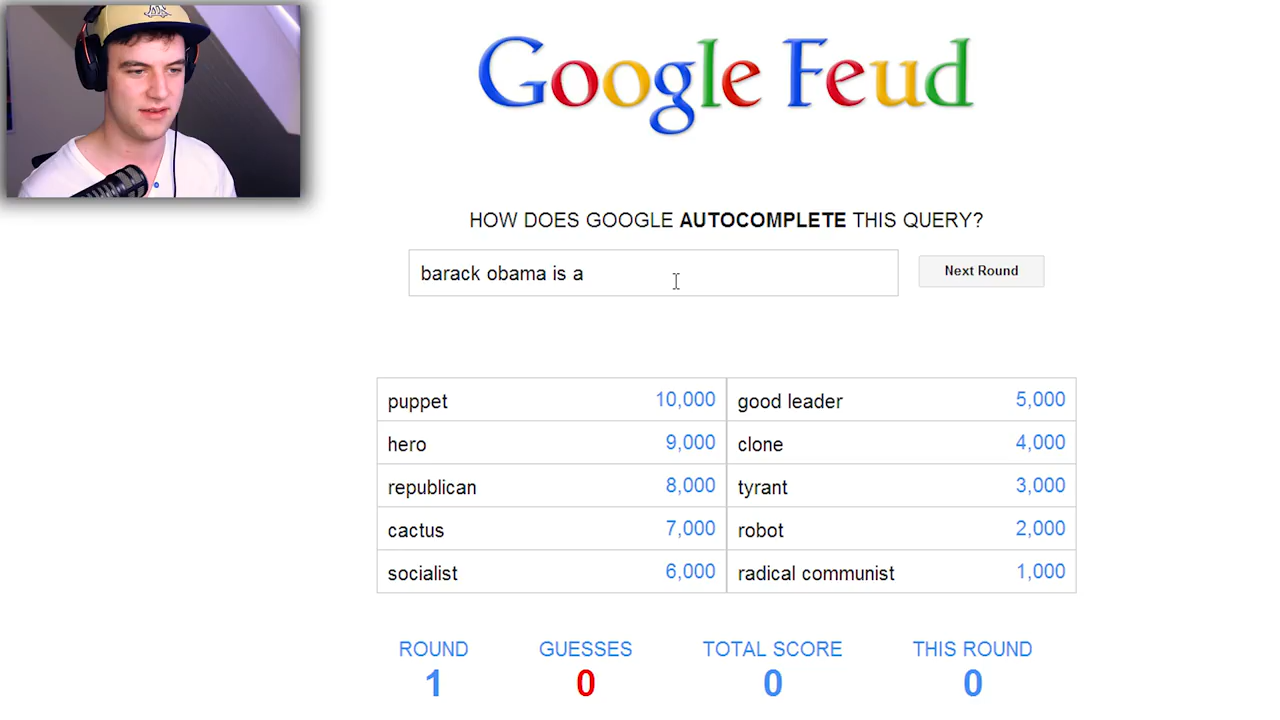 Google Feud
HOW DOES GOOGLE AUTOCOMPLETE THIS QUERY?
barack obama is a
Next Round
puppet 10,000 good leader 5,000
hero 9,000 clone 4,000
republican 8,000 tyrant 3,000
cactus 7,000 robot 2,000
socialist 6,000 radical communist 1,000
ROUND GUESSES TOTAL SCORE THIS ROUND
1 0 0 0